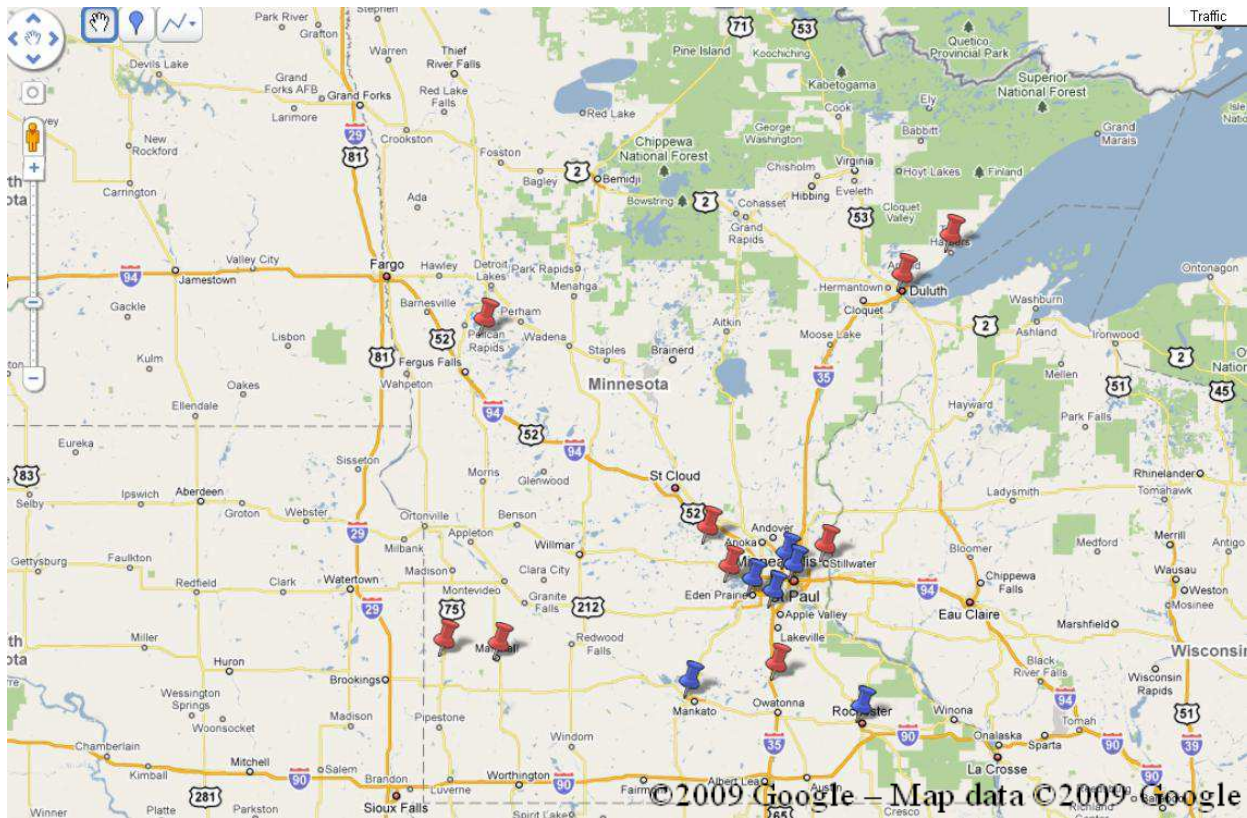 Traffic
71
53
Park River
Stephen
Grafton
Warren
Thief River Falls
Pine Island
Koochiching
Quetico Provincial Park
Devils Lake
Grand Forks AFB
Larimore
Grand Forks
Red Lake Falls
Crookston
Red Lake
Kabetogama
Cook
Ely
Babbitt
Superior National Forest
Grand Marais
New Rockford
29
81
Fosston
Bagley
2
Bemidji
Chippewa National Forest
George Washington
Chisholm
Virginia
Hibbing
Eveleth
Hoyt Lakes
Finland
Carrington
Ada
Bowstring
2
Cohasset
Grand Rapids
53
Cloquet Valley
94
Jamestown
Valley City
Fargo
Hawley
Detroit Lakes
Park Rapids
Menahga
Hermantown
Duluth
Cloquet
Ontonagon
Gackle
Lisbon
Barnesville
Pelican Rapids
Perham
Wadena
Staples
Brainerd
Aitkin
Moose Lake
Washburn
Ashland
2
Ironwood
Kulm
81
52
Fergus Falls
Wahpeton
Minnesota
35
Mellen
2
51
45
Oakes
Ellendale
94
52
94
Hayward
Park Falls
Eureka
83
Sisseton
Morris
Glenwood
St Cloud
52
Rhinelander
Tomahawk
Selby
Ipswich
Aberdeen
Groton
Webster
Ortonville
Milbank
Appleton
Benson
Willmar
Andover
Anoka
Ladysmith
Merrill
Antigo
29
Gettysburg
Faulkton
Redfield
Clark
Watertown
29
Madison
Montevideo
Clara City
Granite Falls
212
Stillwater
Eden Prairie
St Paul
Apple Valley
Lakeville
94
Bloomer
Chippewa Falls
Eau Claire
Medford
Wausau
Weston
Mosinee
Marshfield
75
Miller
Huron
Brookings
Redwood Falls
Wisconsin
Wisconsin Rapids
Black River Falls
Wessington Springs
Woonsocket
Madison
Pipestone
Mankato
Owatonna
Rochester
Winona
94
Tomah
51
Windom
35
90
Onalaska
Sparta
90
39
La Crosse
Chamberlain
Kimball
Mitchell
90
Salem
Brandon
Luverne
Worthington
90
Albert Lea
Austin
Winner
Platte
281
Parkston
Sioux Falls
Spirit Lake
65
Cresco
©2009 Google – Map data ©2009 Google